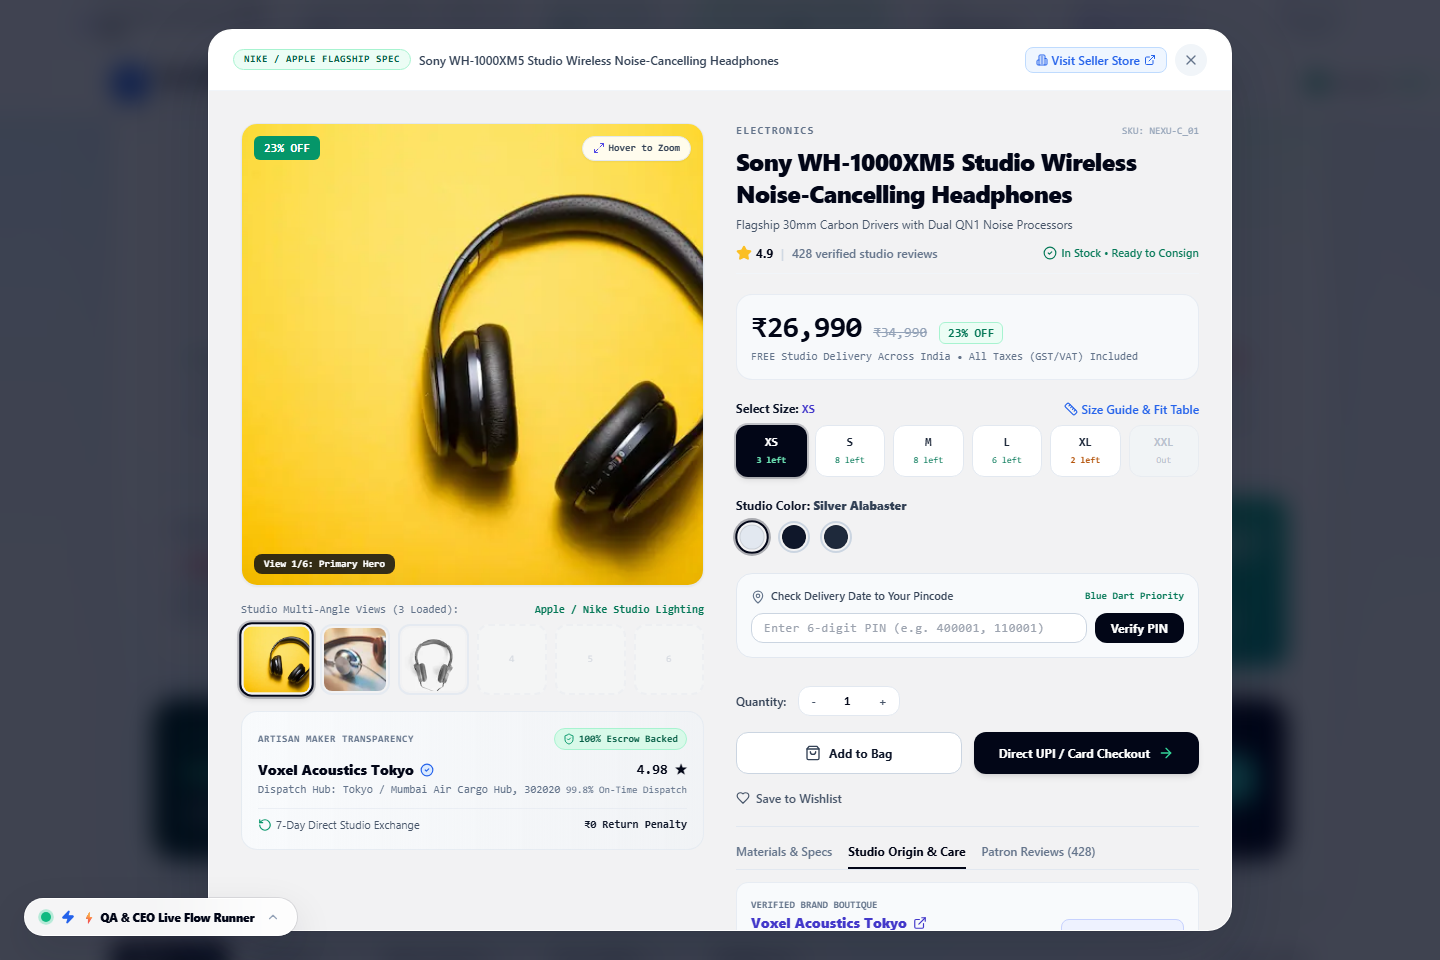 NIKE / APPLE FLAGSHIP SPEC
Sony WH-1000XM5 Studio Wireless Noise-Cancelling Headphones
Visit Seller Store
23% OFF
Hover to Zoom
View 1/6: Primary Hero
Studio Multi-Angle Views (3 Loaded):
Apple / Nike Studio Lighting
4
5
6
ARTISAN MAKER TRANSPARENCY
100% Escrow Backed
Voxel Acoustics Tokyo
4.98 ★
Dispatch Hub: Tokyo / Mumbai Air Cargo Hub, 302020
99.8% On-Time Dispatch
7-Day Direct Studio Exchange
₹0 Return Penalty
ELECTRONICS
SKU: NEXU-C_01
Sony WH-1000XM5 Studio Wireless
Noise-Cancelling Headphones
Flagship 30mm Carbon Drivers with Dual QN1 Noise Processors
4.9 | 428 verified studio reviews
In Stock • Ready to Consign
₹26,990 ₹34,990 23% OFF
FREE Studio Delivery Across India • All Taxes (GST/VAT) Included
Select Size: XS
Size Guide & Fit Table
XS
3 left
S
8 left
M
8 left
L
6 left
XL
2 left
XXL
Out
Studio Color: Silver Alabaster
Check Delivery Date to Your Pincode
Blue Dart Priority
Enter 6-digit PIN (e.g. 400001, 110001)
Verify PIN
Quantity: - 1 +
Add to Bag
Direct UPI / Card Checkout
Save to Wishlist
Materials & Specs
Studio Origin & Care
Patron Reviews (428)
VERIFIED BRAND BOUTIQUE
Voxel Acoustics Tokyo
QA & CEO Live Flow Runner